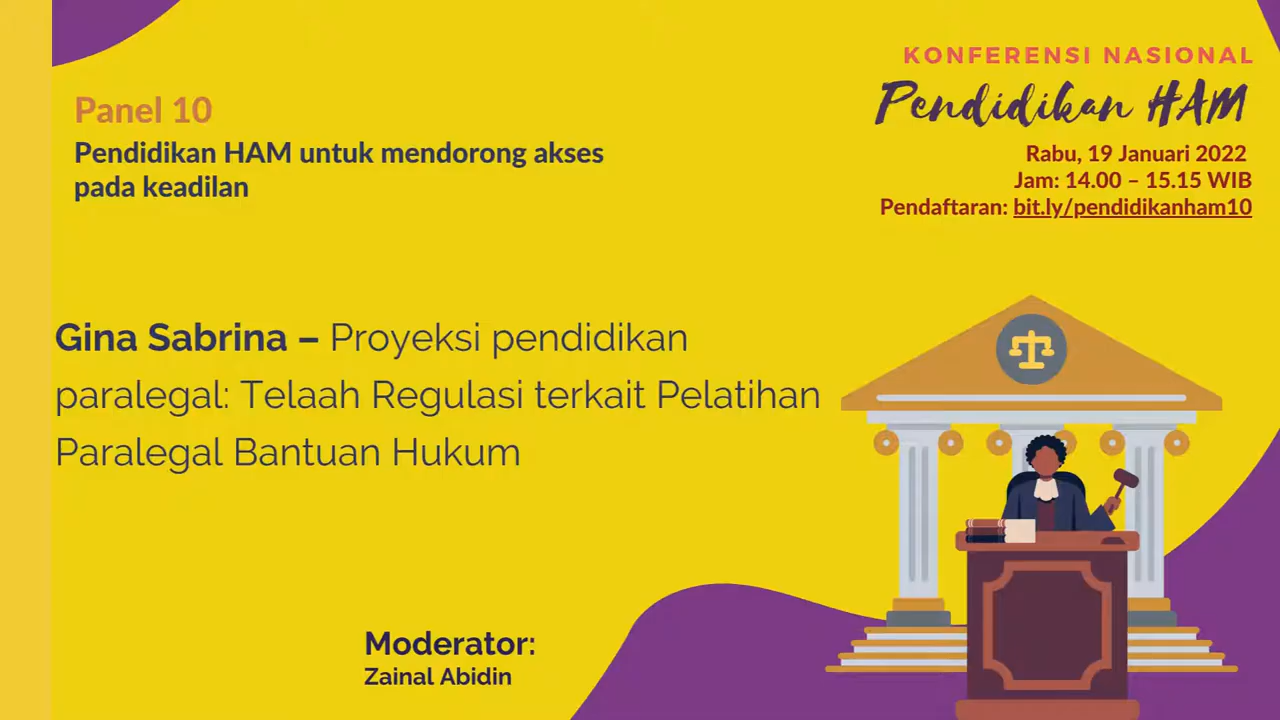 KONFERENSI NASIONAL
Pendidikan HAM
Rabu, 19 Januari 2022
Jam: 14.00 – 15.15 WIB
Pendaftaran: bit.ly/pendidikanham10
Panel 10
Pendidikan HAM untuk mendorong akses
pada keadilan
Gina Sabrina – Proyeksi pendidikan
paralegal: Telaah Regulasi terkait Pelatihan
Paralegal Bantuan Hukum
Moderator:
Zainal Abidin